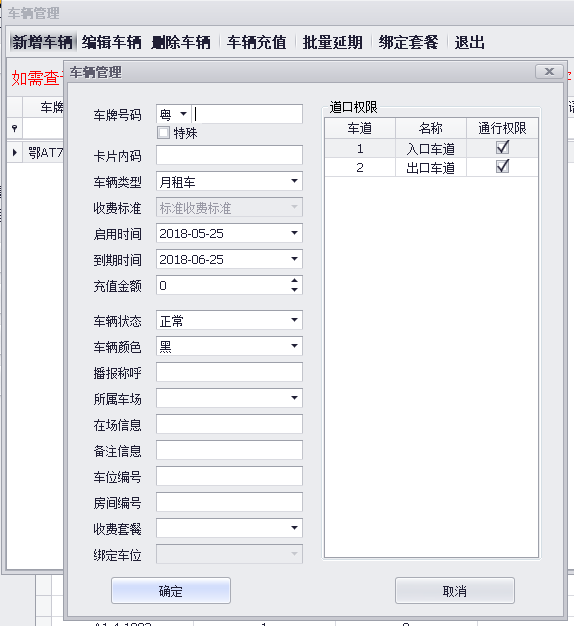 车辆管理
新增车辆 编辑车辆 删除车辆 车辆充值 批量延期 绑定套餐 退出
如需查
车牌
鄂AT7
车辆管理
车牌号码 粤
特殊
卡片内码
车辆类型 月租车
收费标准 标准收费标准
启用时间 2018-05-25
到期时间 2018-06-25
充值金额 0
车辆状态 正常
车辆颜色 黑
播报称呼
所属车场
在场信息
备注信息
车位编号
房间编号
收费套餐
绑定车位
道口权限
车道 名称 通行权限
1 入口车道
2 出口车道
确定 取消